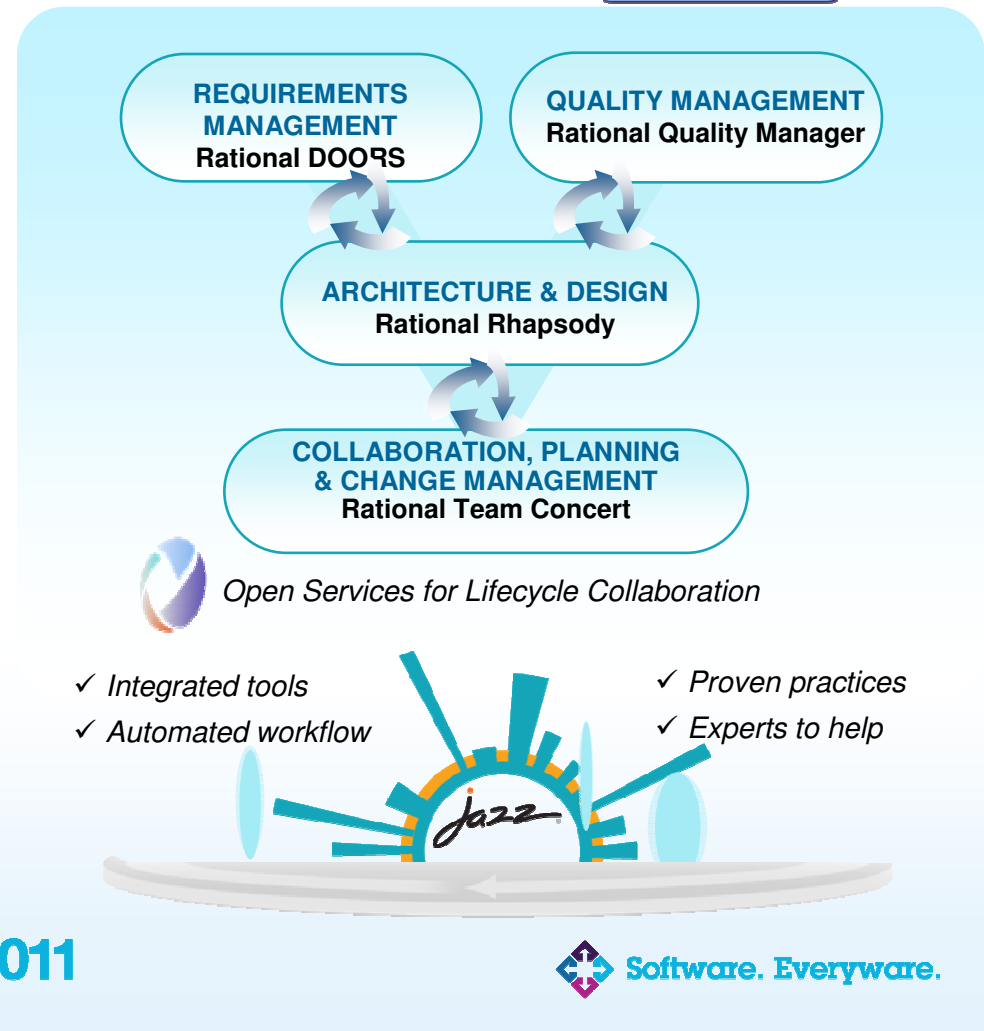 REQUIREMENTS
MANAGEMENT
Rational DOORS
QUALITY MANAGEMENT
Rational Quality Manager
ARCHITECTURE & DESIGN
Rational Rhapsody
COLLABORATION, PLANNING
& CHANGE MANAGEMENT
Rational Team Concert
Open Services for Lifecycle Collaboration
✓ Integrated tools
✓ Automated workflow
✓ Proven practices
✓ Experts to help
jazz
011
Software. Everyware.